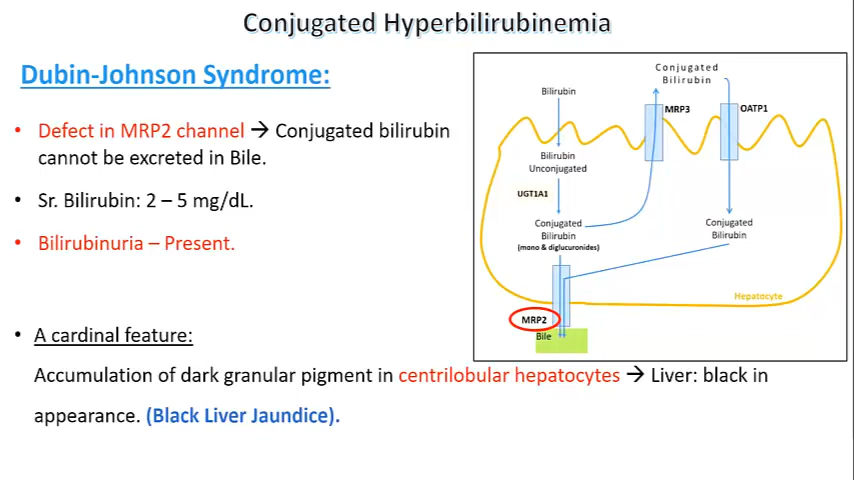 Conjugated Hyperbilirubinemia
Dubin-Johnson Syndrome:
• Defect in MRP2 channel → Conjugated bilirubin
cannot be excreted in Bile.
• Sr. Bilirubin: 2 – 5 mg/dL.
• Bilirubinuria – Present.
• A cardinal feature:
Accumulation of dark granular pigment in centrilobular hepatocytes → Liver: black in
appearance. (Black Liver Jaundice).
Conjugated
Bilirubin
Bilirubin
MRP3
OATP1
Bilirubin
Unconjugated
UGT1A1
Conjugated
Bilirubin
(mono & diglucuronides)
Conjugated
Bilirubin
Hepatocyte
MRP2
Bile